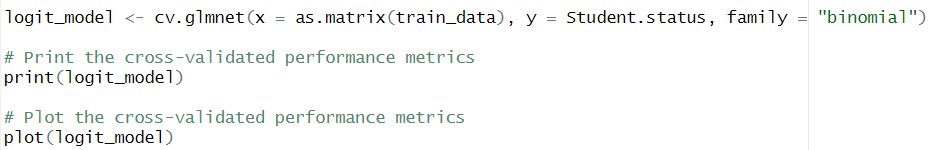 logit_model <- cv.glmnet(x = as.matrix(train_data), y = Student.status, family = "binomial")
# Print the cross-validated performance metrics
print(logit_model)
# Plot the cross-validated performance metrics
plot(logit_model)